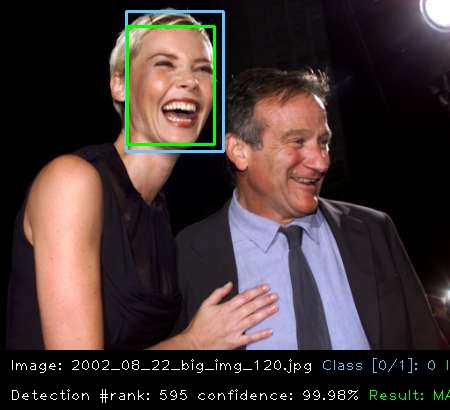 Image: 2002_08_22_big_img_120.jpg Class [0/1]: 0
Detection #rank: 595 confidence: 99.98% Result: